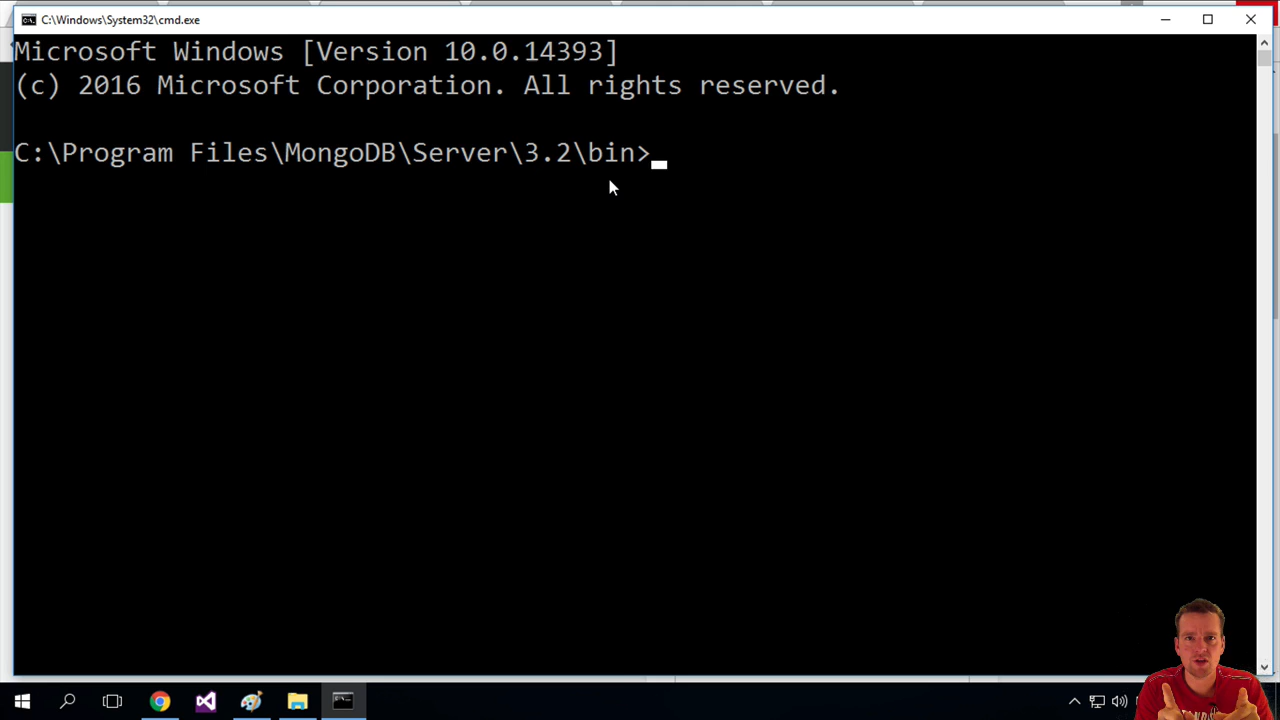 C:\Windows\System32\cmd.exe
Microsoft Windows [Version 10.0.14393]
(c) 2016 Microsoft Corporation. All rights reserved.
C:\Program Files\MongoDB\Server\3.2\bin>